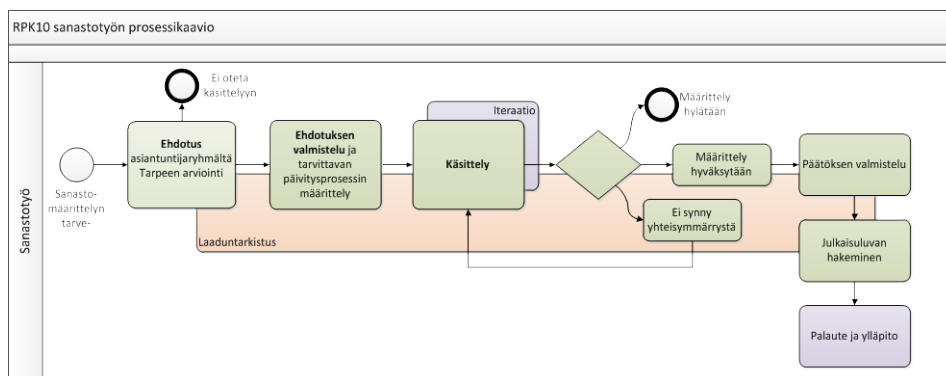 RPK10 sanastotyön prosessikaavio
Sanastotyö
Sanasto-
määrittelyn
tarve-
Ei oteta
käsittelyyn
Ehdotus
asiantuntijaryhmältä
Tarpeen arviointi
Ehdotuksen
valmistelu ja
tarvittavan
päivitysprosessin
määrittely
Iteraatio
Käsittely
Määrittely
hylätään
Määrittely
hyväksytään
Ei synny
yhteisymmärrystä
Laaduntarkistus
Päätöksen valmistelu
Julkaisuluvan
hakeminen
Palaute ja ylläpito